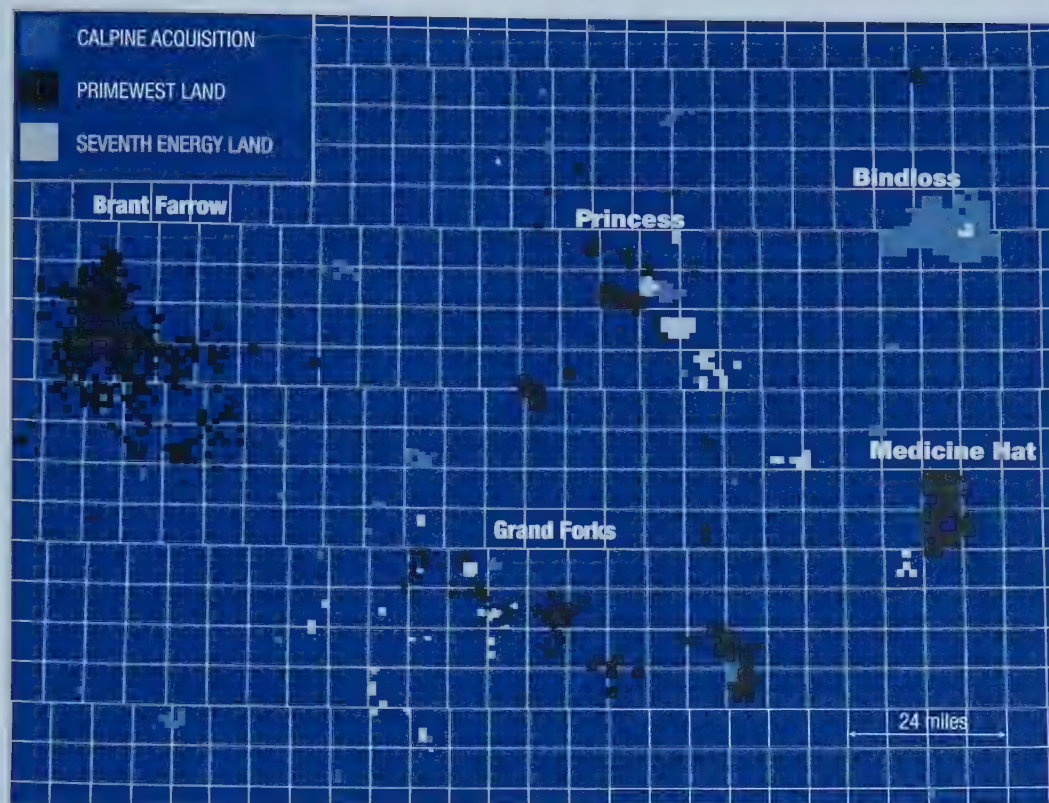 CALPINE ACQUISITION
PRIMEWEST LAND
SEVENTH ENERGY LAND
Brant Farrow
Princess
Bindloss
Medicine Hat
Grand Forks
24 miles